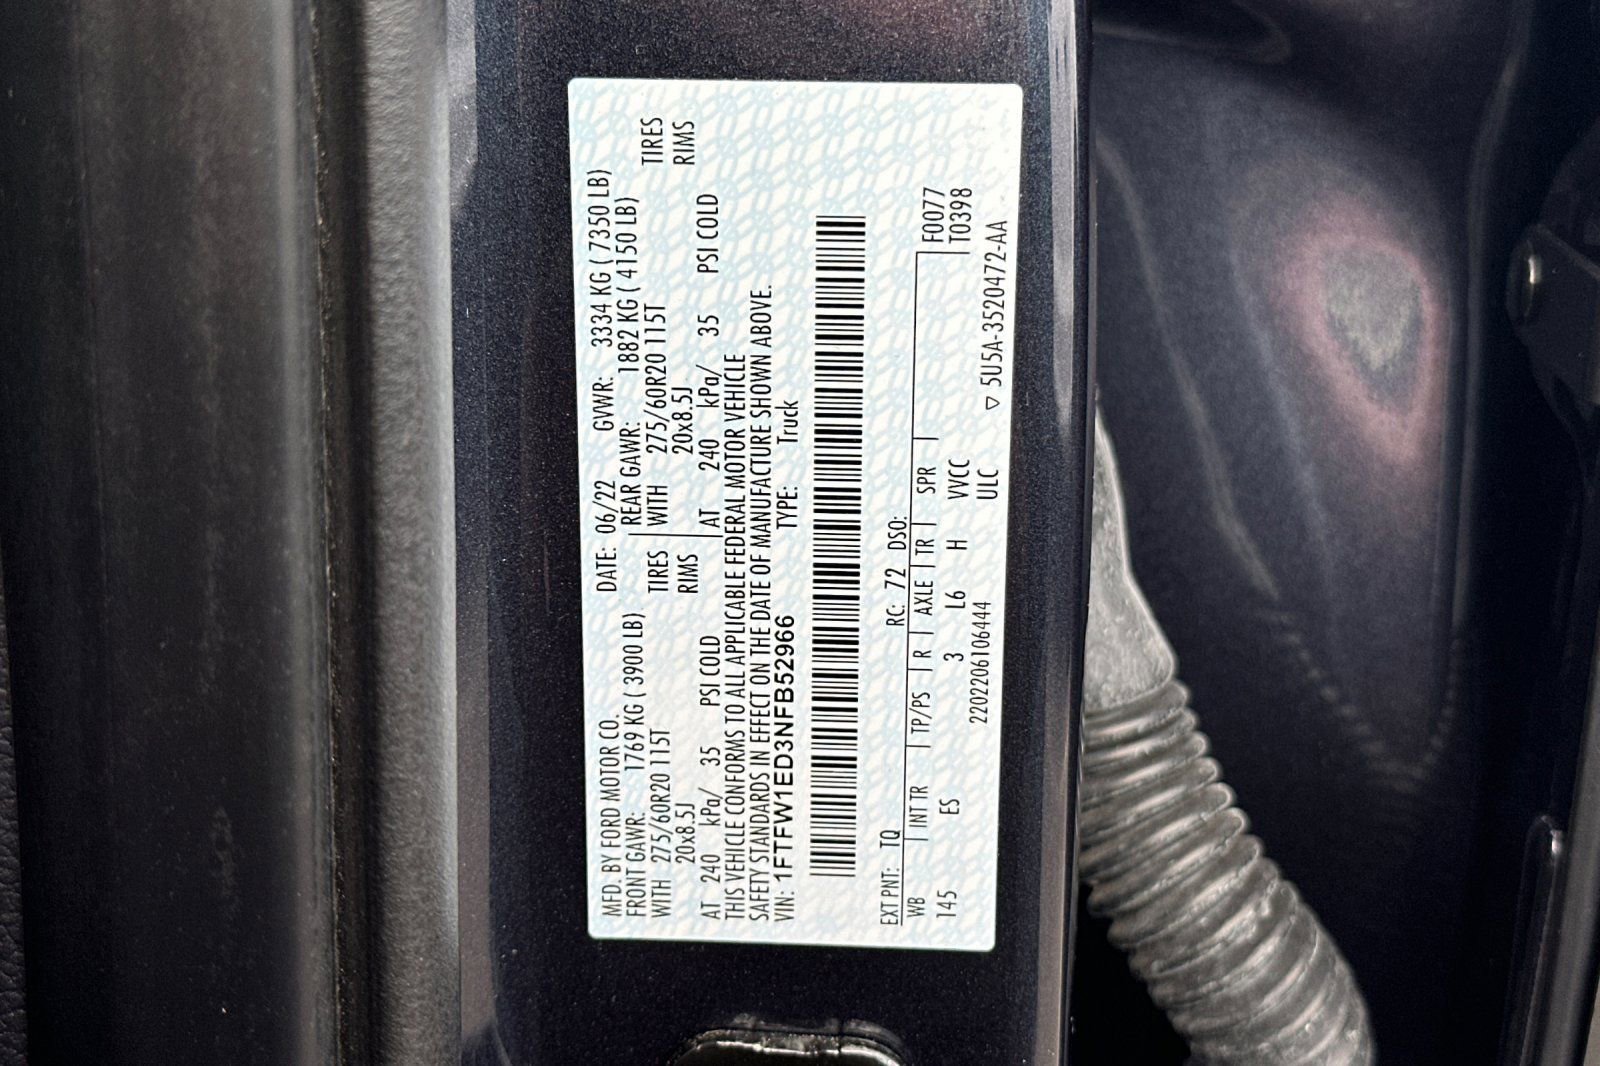 MFD. BY FORD MOTOR CO. DATE: 06/22 GVWR: 3334 KG ( 7350 LB)
FRONT GAWR: 1769 KG ( 3900 LB) REAR GAWR: 1882 KG ( 4150 LB)
WITH 275/60R20 115T TIRES WITH 275/60R20 115T TIRES
20x8.5J RIMS 20x8.5J RIMS
AT 240 kPa/ 35 PSI COLD AT 240 kPa/ 35 PSI COLD
THIS VEHICLE CONFORMS TO ALL APPLICABLE FEDERAL MOTOR VEHICLE
SAFETY STANDARDS IN EFFECT ON THE DATE OF MANUFACTURE SHOWN ABOVE.
VIN: 1FTFW1ED3NFB52966 TYPE: Truck
EXT PNT: TQ RC: 72 DSO:
WB INT TR TP/PS R AXLE TR SPR F0077
145 ES 3 L6 H VVCC T0398
2202206106444 ULC ▽ 5U5A-3520472-AA